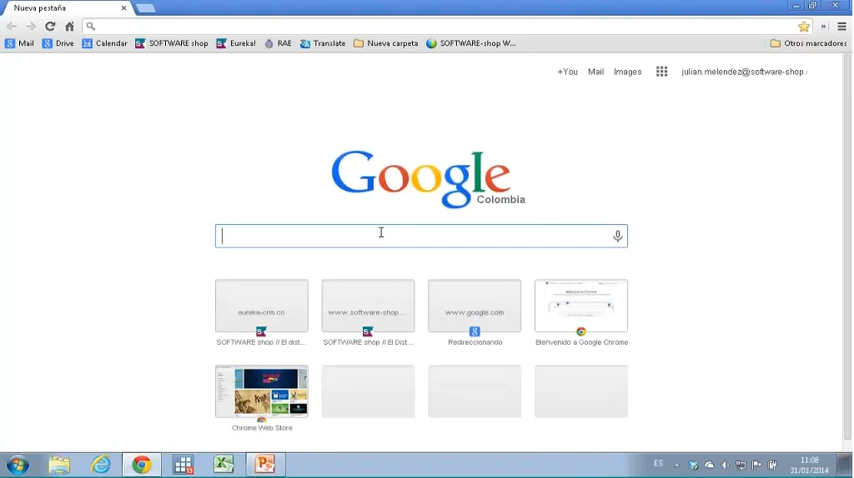 Nueva pestaña
Mail Drive Calendar SOFTWARE shop Eureka! RAE Translate Nueva carpeta SOFTWARE-shop W... Otros marcadores
+You Mail Images julian.melendez@software-shop.
Google
Colombia
eureka-crm.co www.software-shop... www.google.com
SOFTWARE shop // El dist... SOFTWARE shop // El Dist... Redireccionando Bienvenido a Google Chrome
Chrome Web Store
ES 11:08
31/01/2014